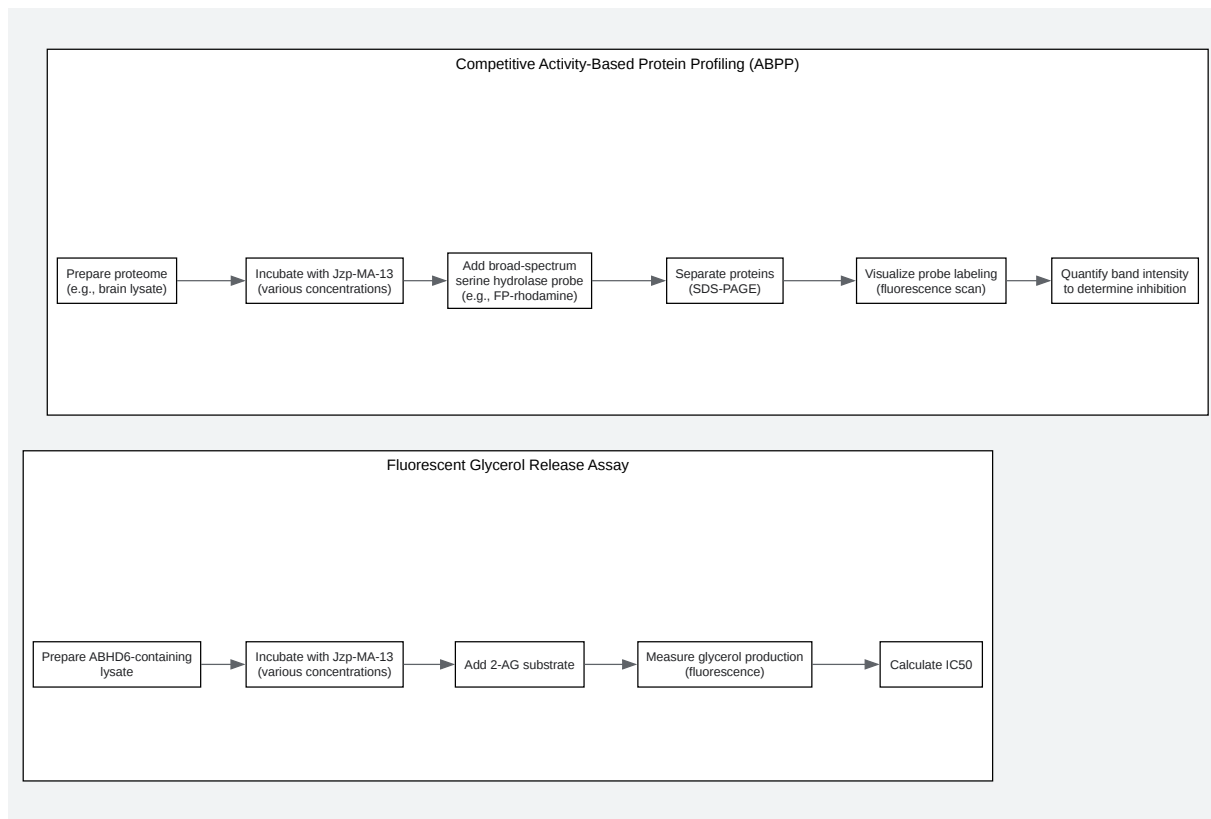 Competitive Activity-Based Protein Profiling (ABPP)
Prepare proteome
(e.g., brain lysate)
Incubate with Jzp-MA-13
(various concentrations)
Add broad-spectrum
serine hydrolase probe
(e.g., FP-rhodamine)
Separate proteins
(SDS-PAGE)
Visualize probe labeling
(fluorescence scan)
Quantify band intensity
to determine inhibition
Fluorescent Glycerol Release Assay
Prepare ABHD6-containing
lysate
Incubate with Jzp-MA-13
(various concentrations)
Add 2-AG substrate
Measure glycerol production
(fluorescence)
Calculate IC50